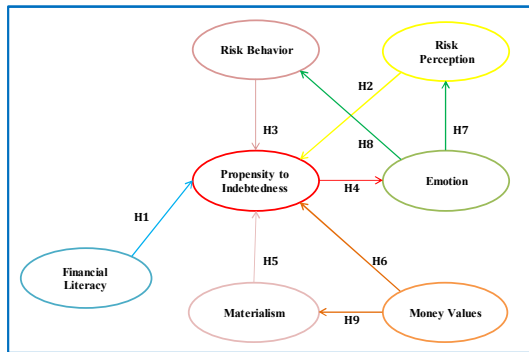 Risk Behavior
Risk
Perception
H2
H3
H8
H7
Propensity to
Indebtedness
H4
Emotion
H1
H5
H6
Financial
Literacy
Materialism
H9
Money Values